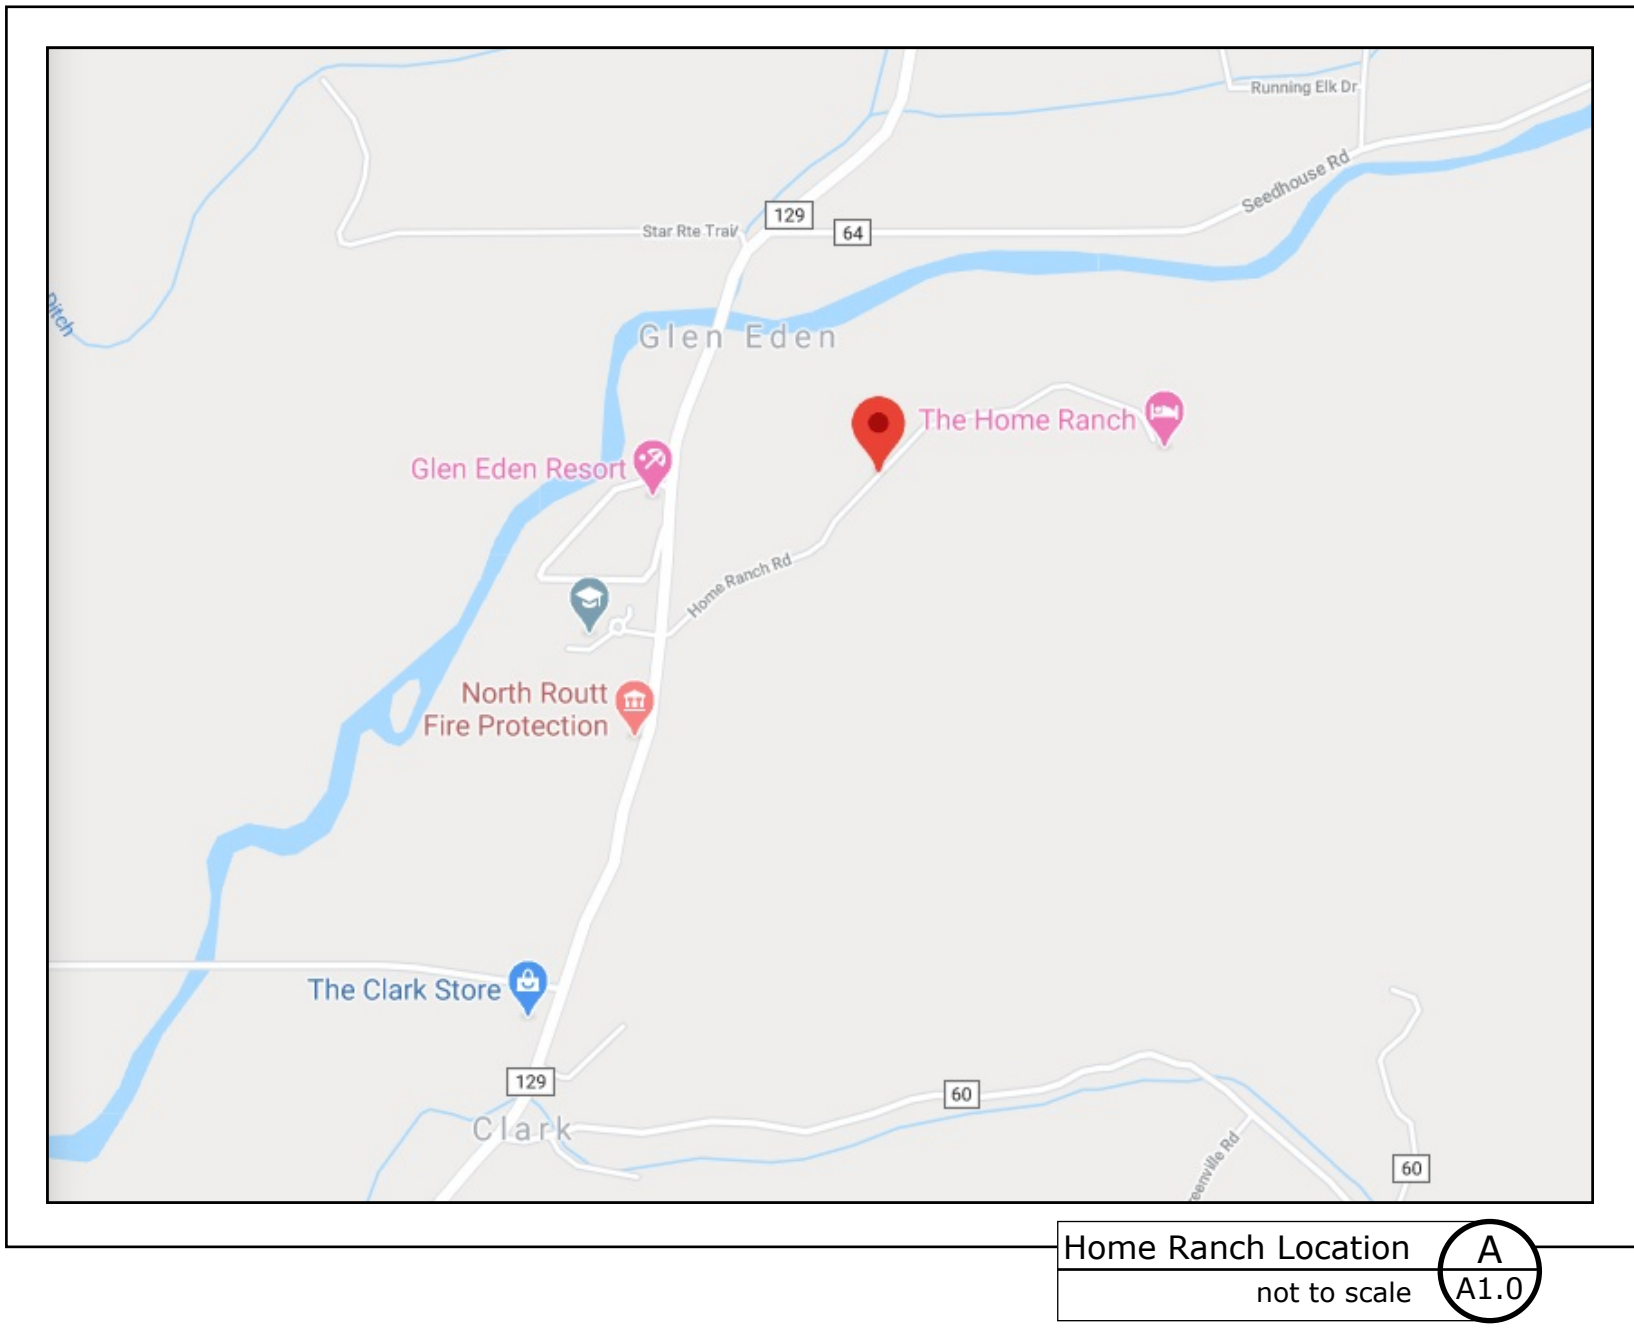 Running Elk Dr
Seedhouse Rd
129
Star Rte Trail
64
Ditch
Glen Eden
The Home Ranch
Glen Eden Resort
Home Ranch Rd
North Routt
Fire Protection
The Clark Store
129
60
Clark
60
Home Ranch Location
A
not to scale
A1.0